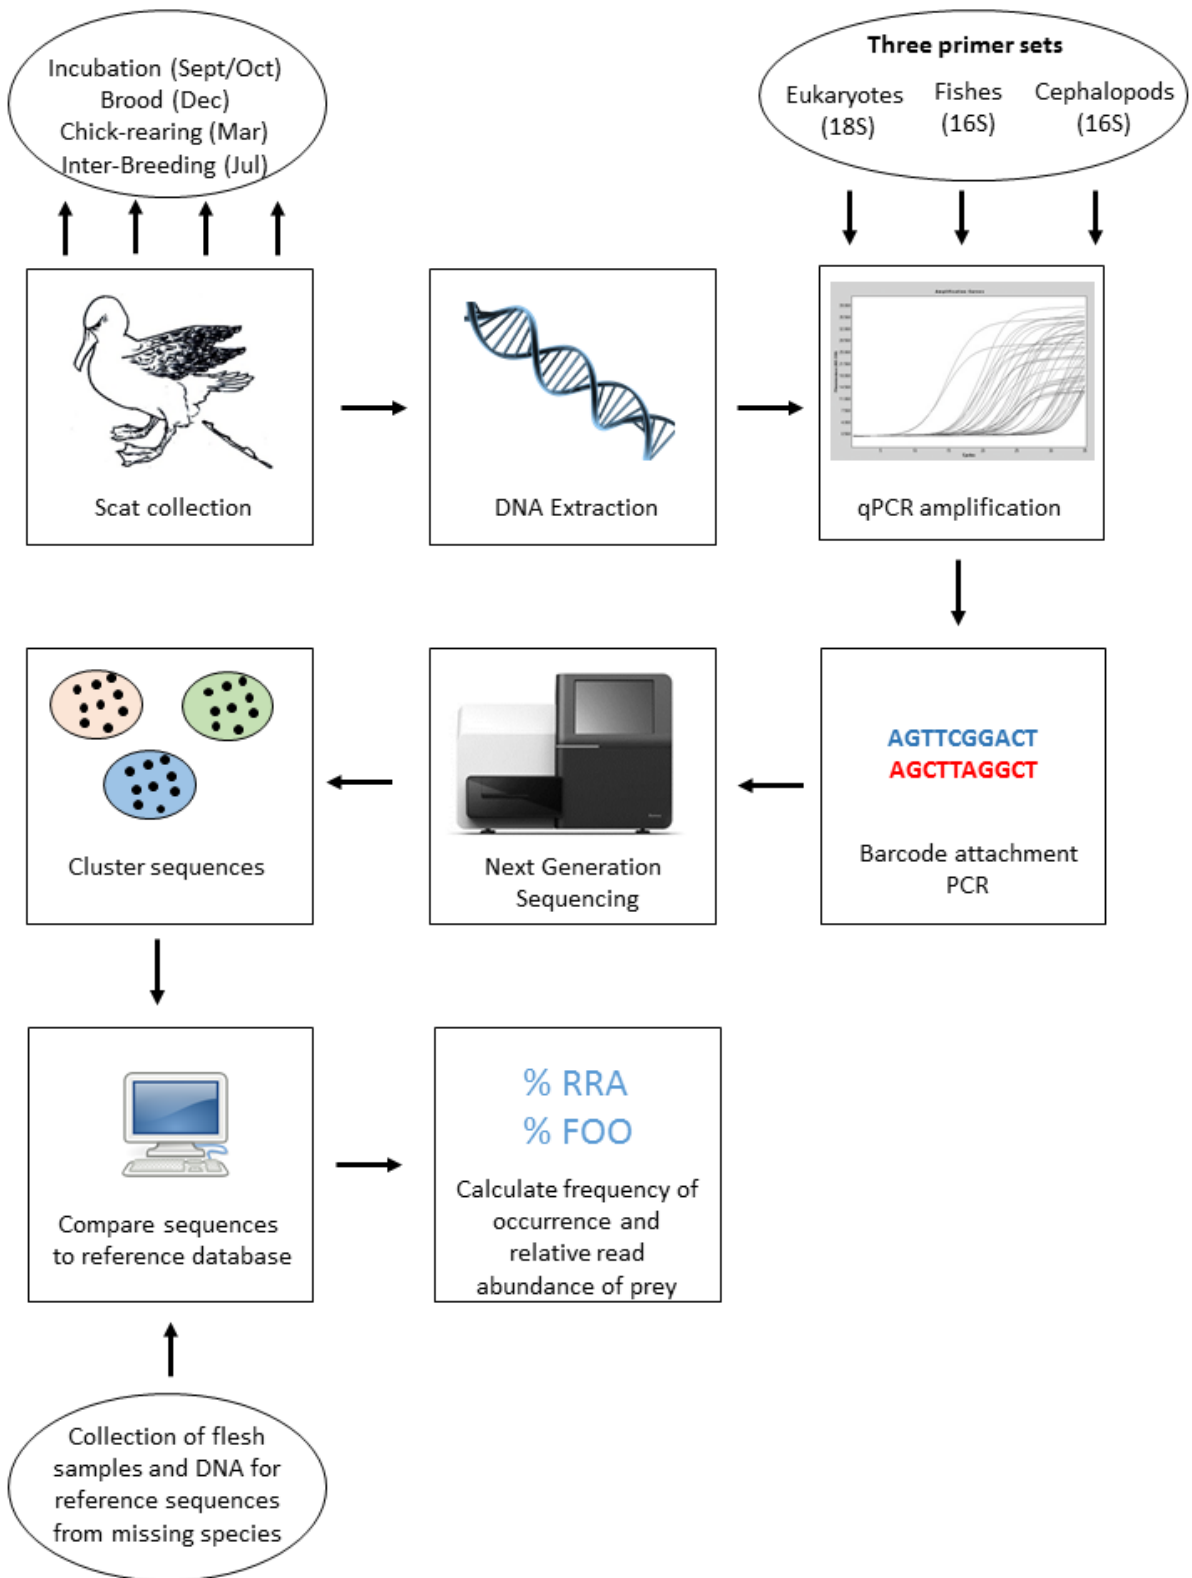 Incubation (Sept/Oct)
Brood (Dec)
Chick-rearing (Mar)
Inter-Breeding (Jul)
Three primer sets
Eukaryotes
(18S)
Fishes
(16S)
Cephalopods
(16S)
Scat collection
DNA Extraction
qPCR amplification
Cluster sequences
Next Generation
Sequencing
AGTTCGGACT
AGCTTAGGCT
Barcode attachment
PCR
Compare sequences
to reference database
% RRA
% FOO
Calculate frequency of
occurrence and
relative read
abundance of prey
Collection of flesh
samples and DNA for
reference sequences
from missing species